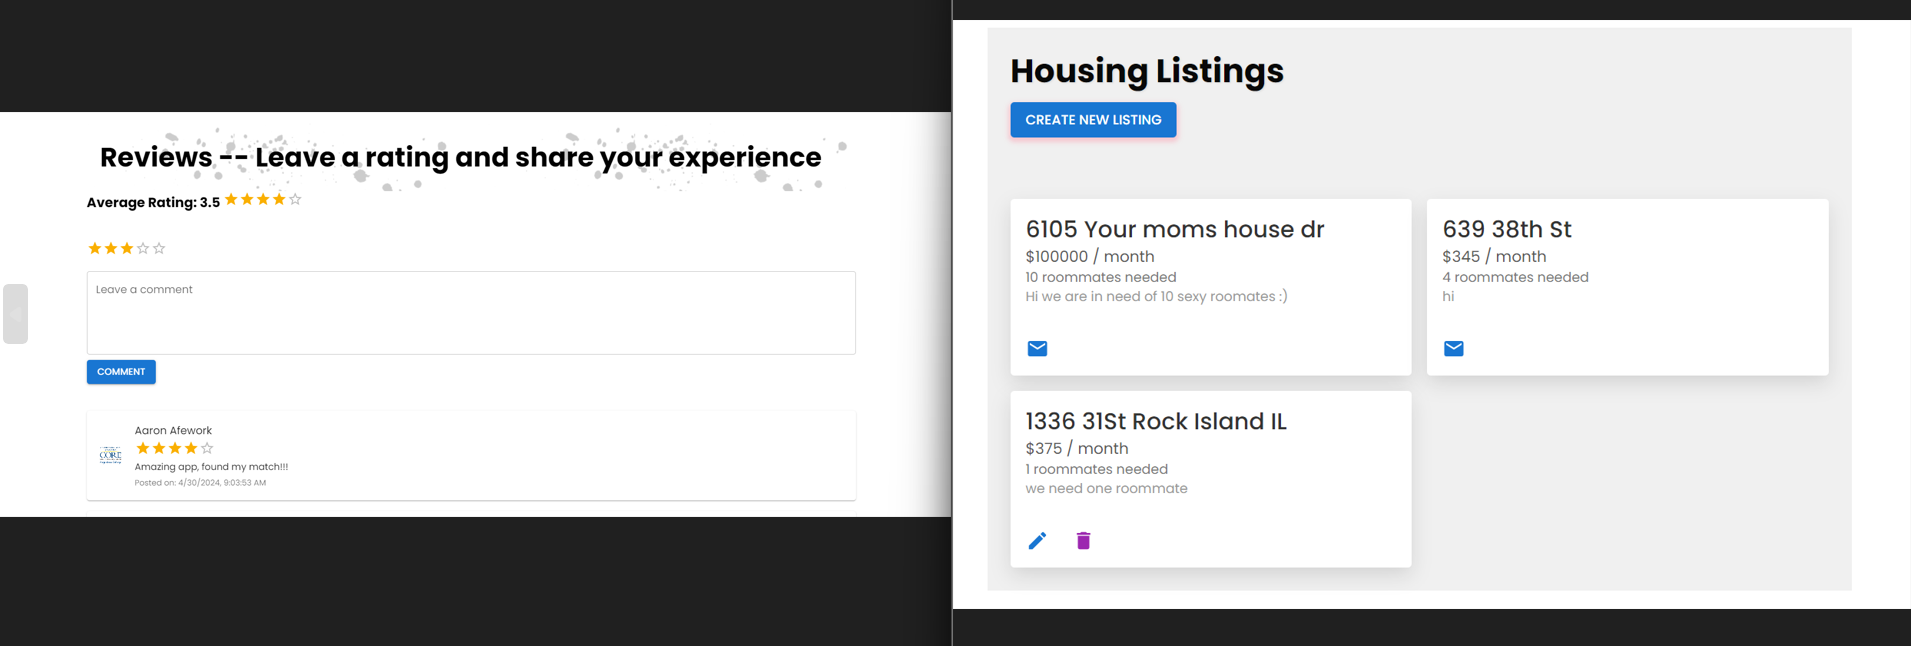 Reviews -- Leave a rating and share your experience
Average Rating: 3.5
Leave a comment
COMMENT
Aaron Afework
CORE
Amazing app, found my match!!!
Posted on: 4/30/2024, 9:03:53 AM
Housing Listings
CREATE NEW LISTING
6105 Your moms house dr
$100000 / month
10 roommates needed
Hi we are in need of 10 sexy roomates :)
639 38th St
$345 / month
4 roommates needed
hi
1336 31St Rock Island IL
$375 / month
1 roommates needed
we need one roommate